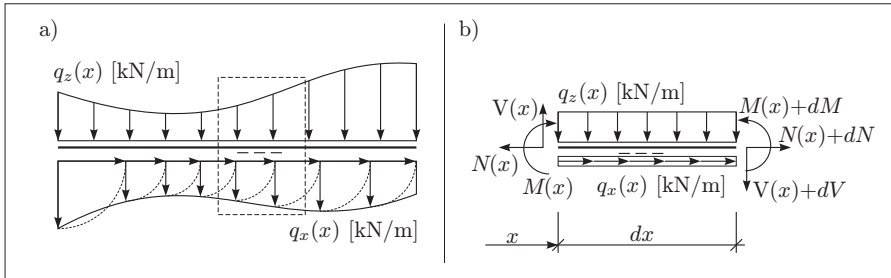 a)
q_z(x) [kN/m]
q_x(x) [kN/m]
b)
q_z(x) [kN/m]
V(x)
M(x)+dM
N(x)
N(x)+dN
M(x)
q_x(x) [kN/m]
V(x)+dV
x
dx